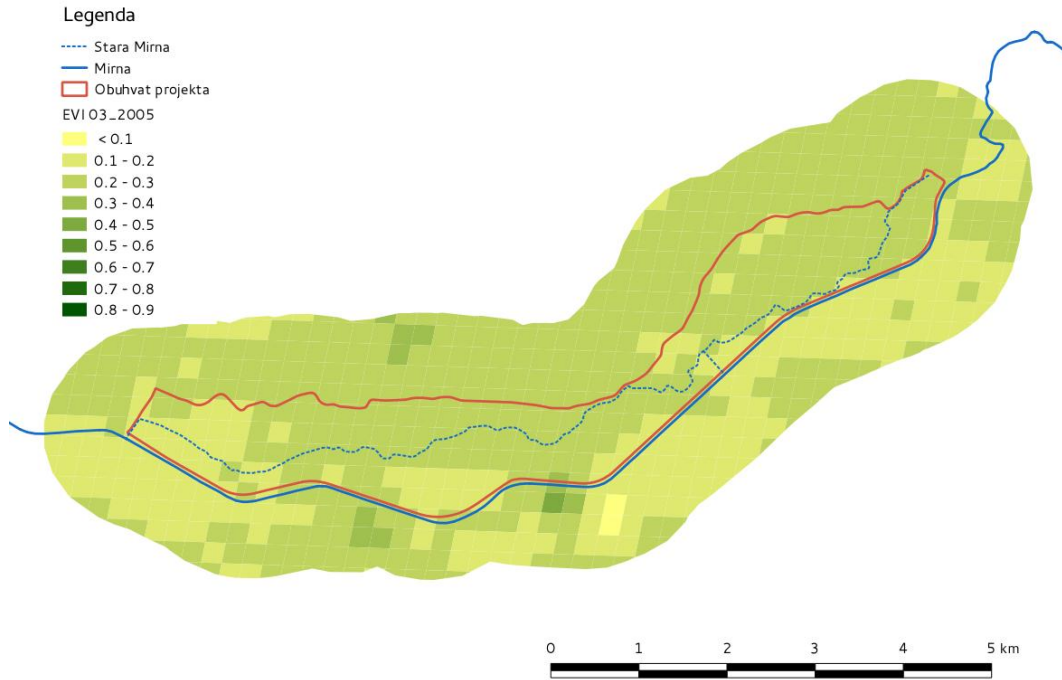 Legenda
Stara Mirna
Mirna
Obuhvat projekta
EVI 03_2005
< 0.1
0.1 - 0.2
0.2 - 0.3
0.3 - 0.4
0.4 - 0.5
0.5 - 0.6
0.6 - 0.7
0.7 - 0.8
0.8 - 0.9
0 1 2 3 4 5 km